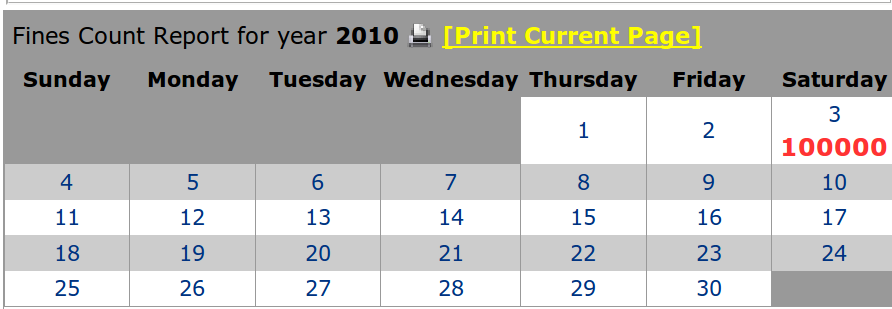 Fines Count Report for year 2010 [Print Current Page]
Sunday Monday Tuesday Wednesday Thursday Friday Saturday
1 2 3
100000
4 5 6 7 8 9 10
11 12 13 14 15 16 17
18 19 20 21 22 23 24
25 26 27 28 29 30